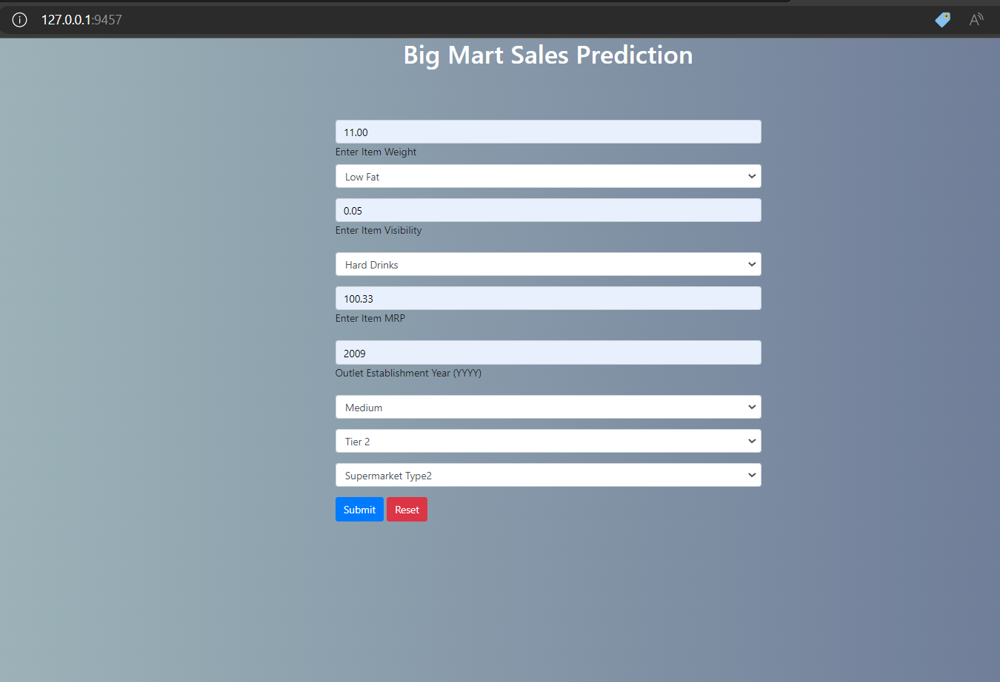 127.0.0.1:9457
Big Mart Sales Prediction
11.00
Enter Item Weight
Low Fat
0.05
Enter Item Visibility
Hard Drinks
100.33
Enter Item MRP
2009
Outlet Establishment Year (YYYY)
Medium
Tier 2
Supermarket Type2
Submit Reset